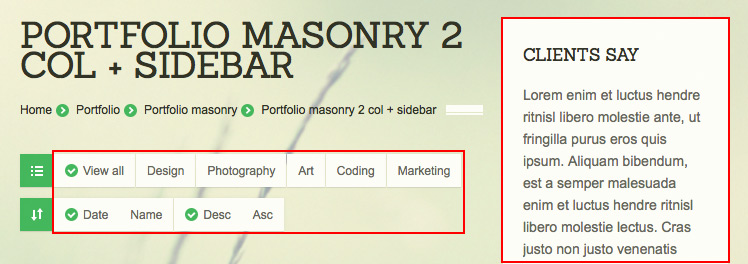 PORTFOLIO MASONRY 2
COL + SIDEBAR
Home Portfolio Portfolio masonry Portfolio masonry 2 col + sidebar
View all Design Photography Art Coding Marketing
Date Name Desc Asc
CLIENTS SAY
Lorem enim et luctus hendre
ritnisl libero molestie ante, ut
fringilla purus eros quis
ipsum. Aliquam bibendum,
est a semper malesuada
enim et luctus hendre ritnisl
libero molestie lectus. Cras
justo non justo venenatis